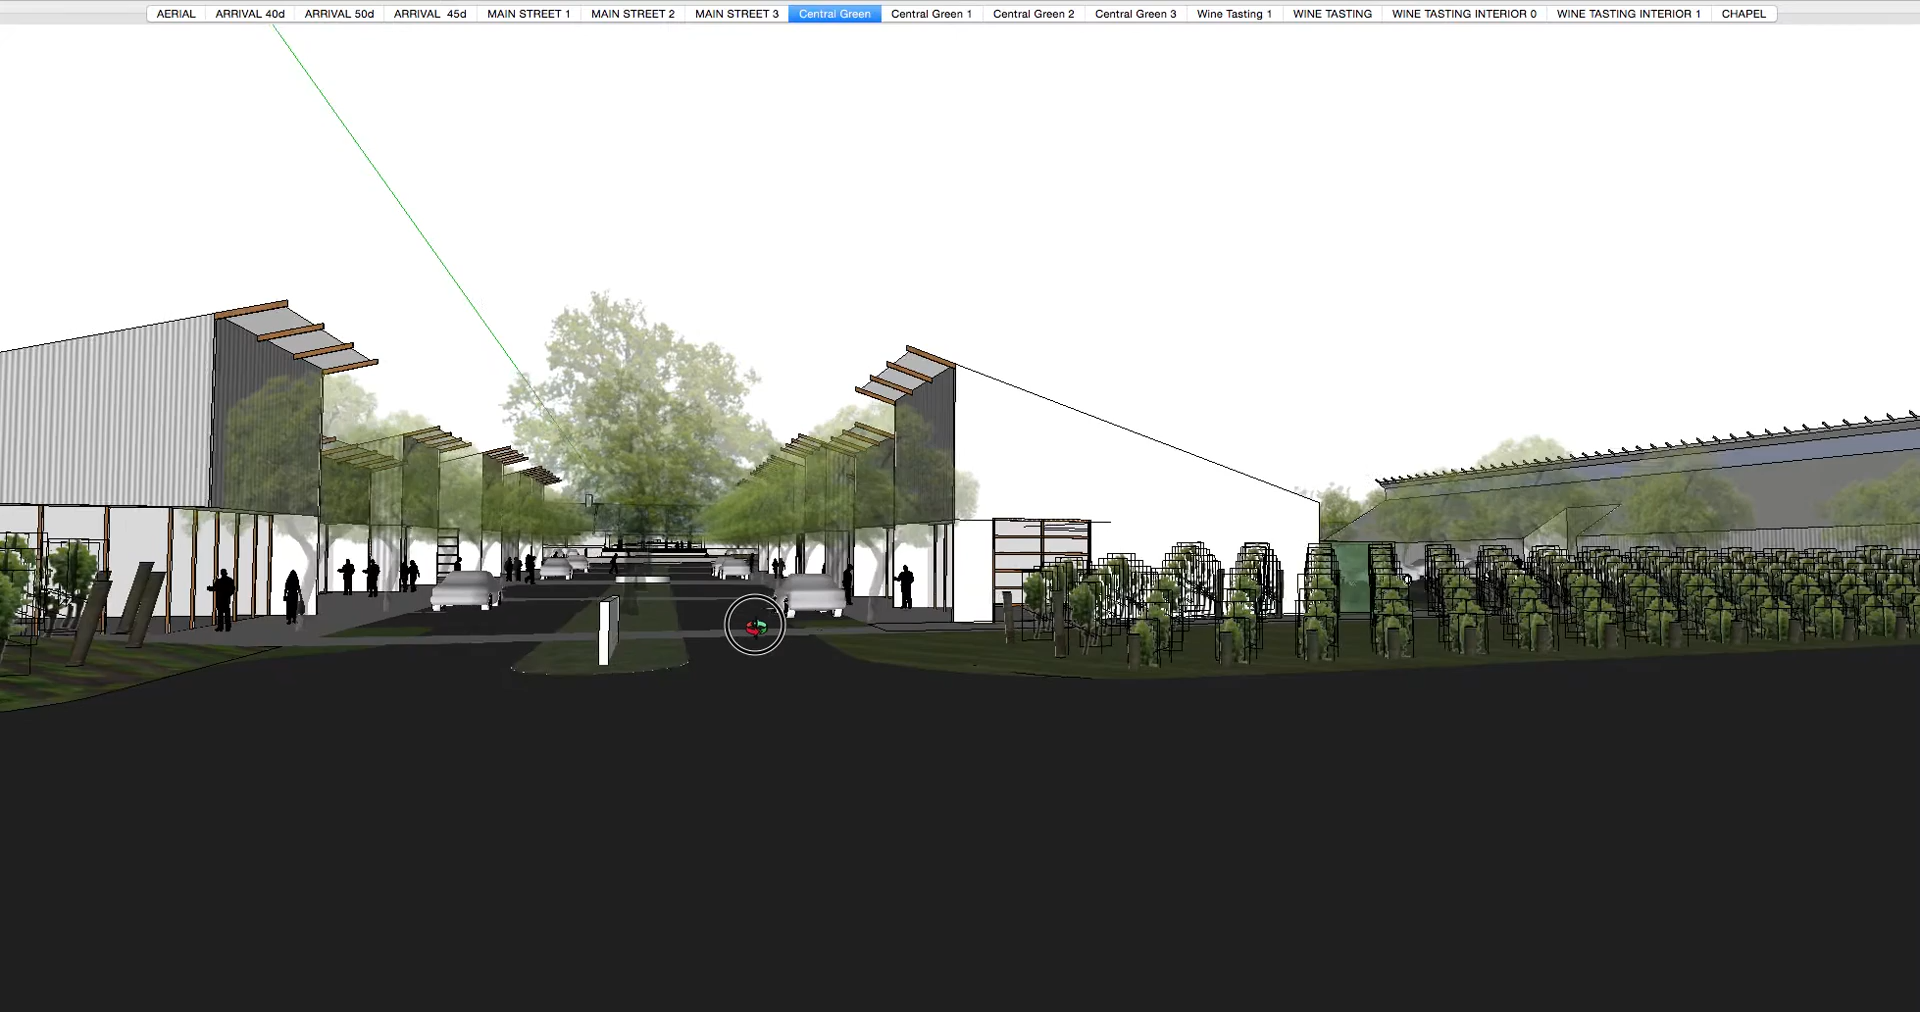 AERIAL ARRIVAL 40d ARRIVAL 50d ARRIVAL 45d MAIN STREET 1 MAIN STREET 2 MAIN STREET 3 Central Green Central Green 1 Central Green 2 Central Green 3 Wine Tasting 1 WINE TASTING WINE TASTING INTERIOR 0 WINE TASTING INTERIOR 1 CHAPEL